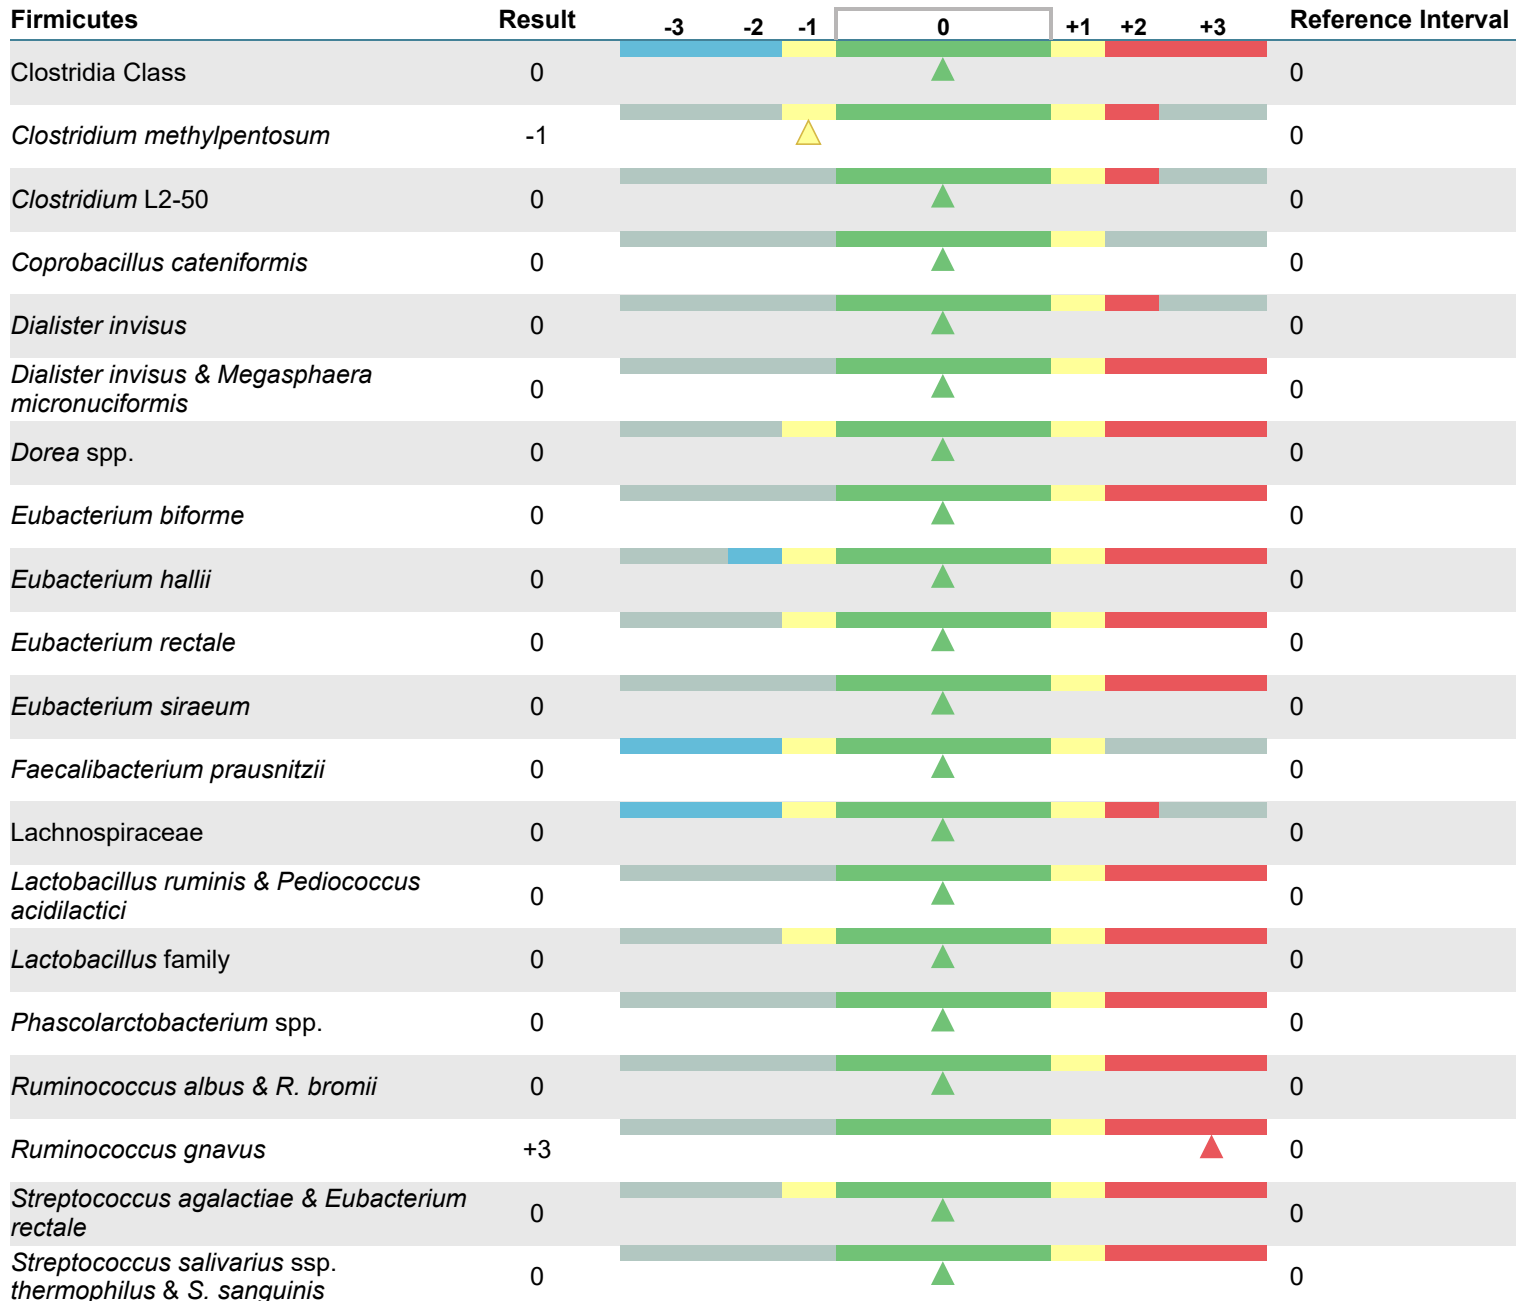 Firmicutes Result -3 -2 -1 0 +1 +2 +3 Reference Interval
Clostridia Class 0 0
Clostridium methylpentosum -1 0
Clostridium L2-50 0 0
Coprobacillus cateniformis 0 0
Dialister invisus 0 0
Dialister invisus & Megasphaera
micronuciformis 0 0
Dorea spp. 0 0
Eubacterium biforme 0 0
Eubacterium hallii 0 0
Eubacterium rectale 0 0
Eubacterium siraeum 0 0
Faecalibacterium prausnitzii 0 0
Lachnospiraceae 0 0
Lactobacillus ruminis & Pediococcus
acidilactici 0 0
Lactobacillus family 0 0
Phascolarctobacterium spp. 0 0
Ruminococcus albus & R. bromii 0 0
Ruminococcus gnavus +3 0
Streptococcus agalactiae & Eubacterium
rectale 0 0
Streptococcus salivarius ssp.
thermophilus & S. sanguinis 0 0